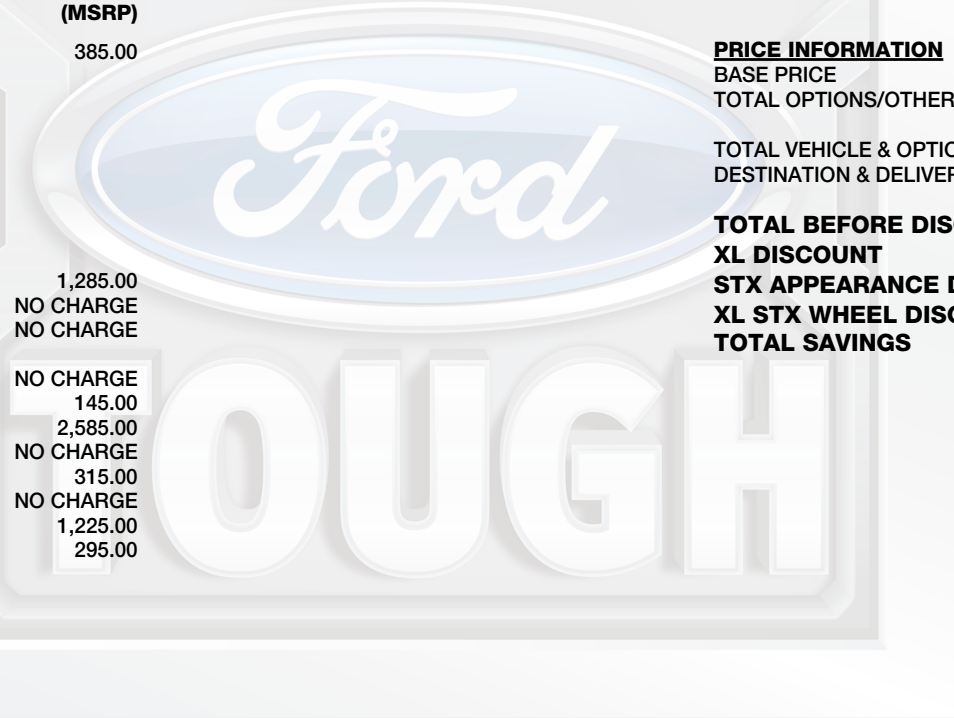 (MSRP)
385.00
1,285.00
NO CHARGE
NO CHARGE
NO CHARGE
145.00
2,585.00
NO CHARGE
315.00
NO CHARGE
1,225.00
295.00
PRICE INFORMATION
BASE PRICE
TOTAL OPTIONS/OTHER
TOTAL VEHICLE & OPTIO
DESTINATION & DELIVER
TOTAL BEFORE DISC
XL DISCOUNT
STX APPEARANCE D
XL STX WHEEL DISC
TOTAL SAVINGS
Ford
TOUGH